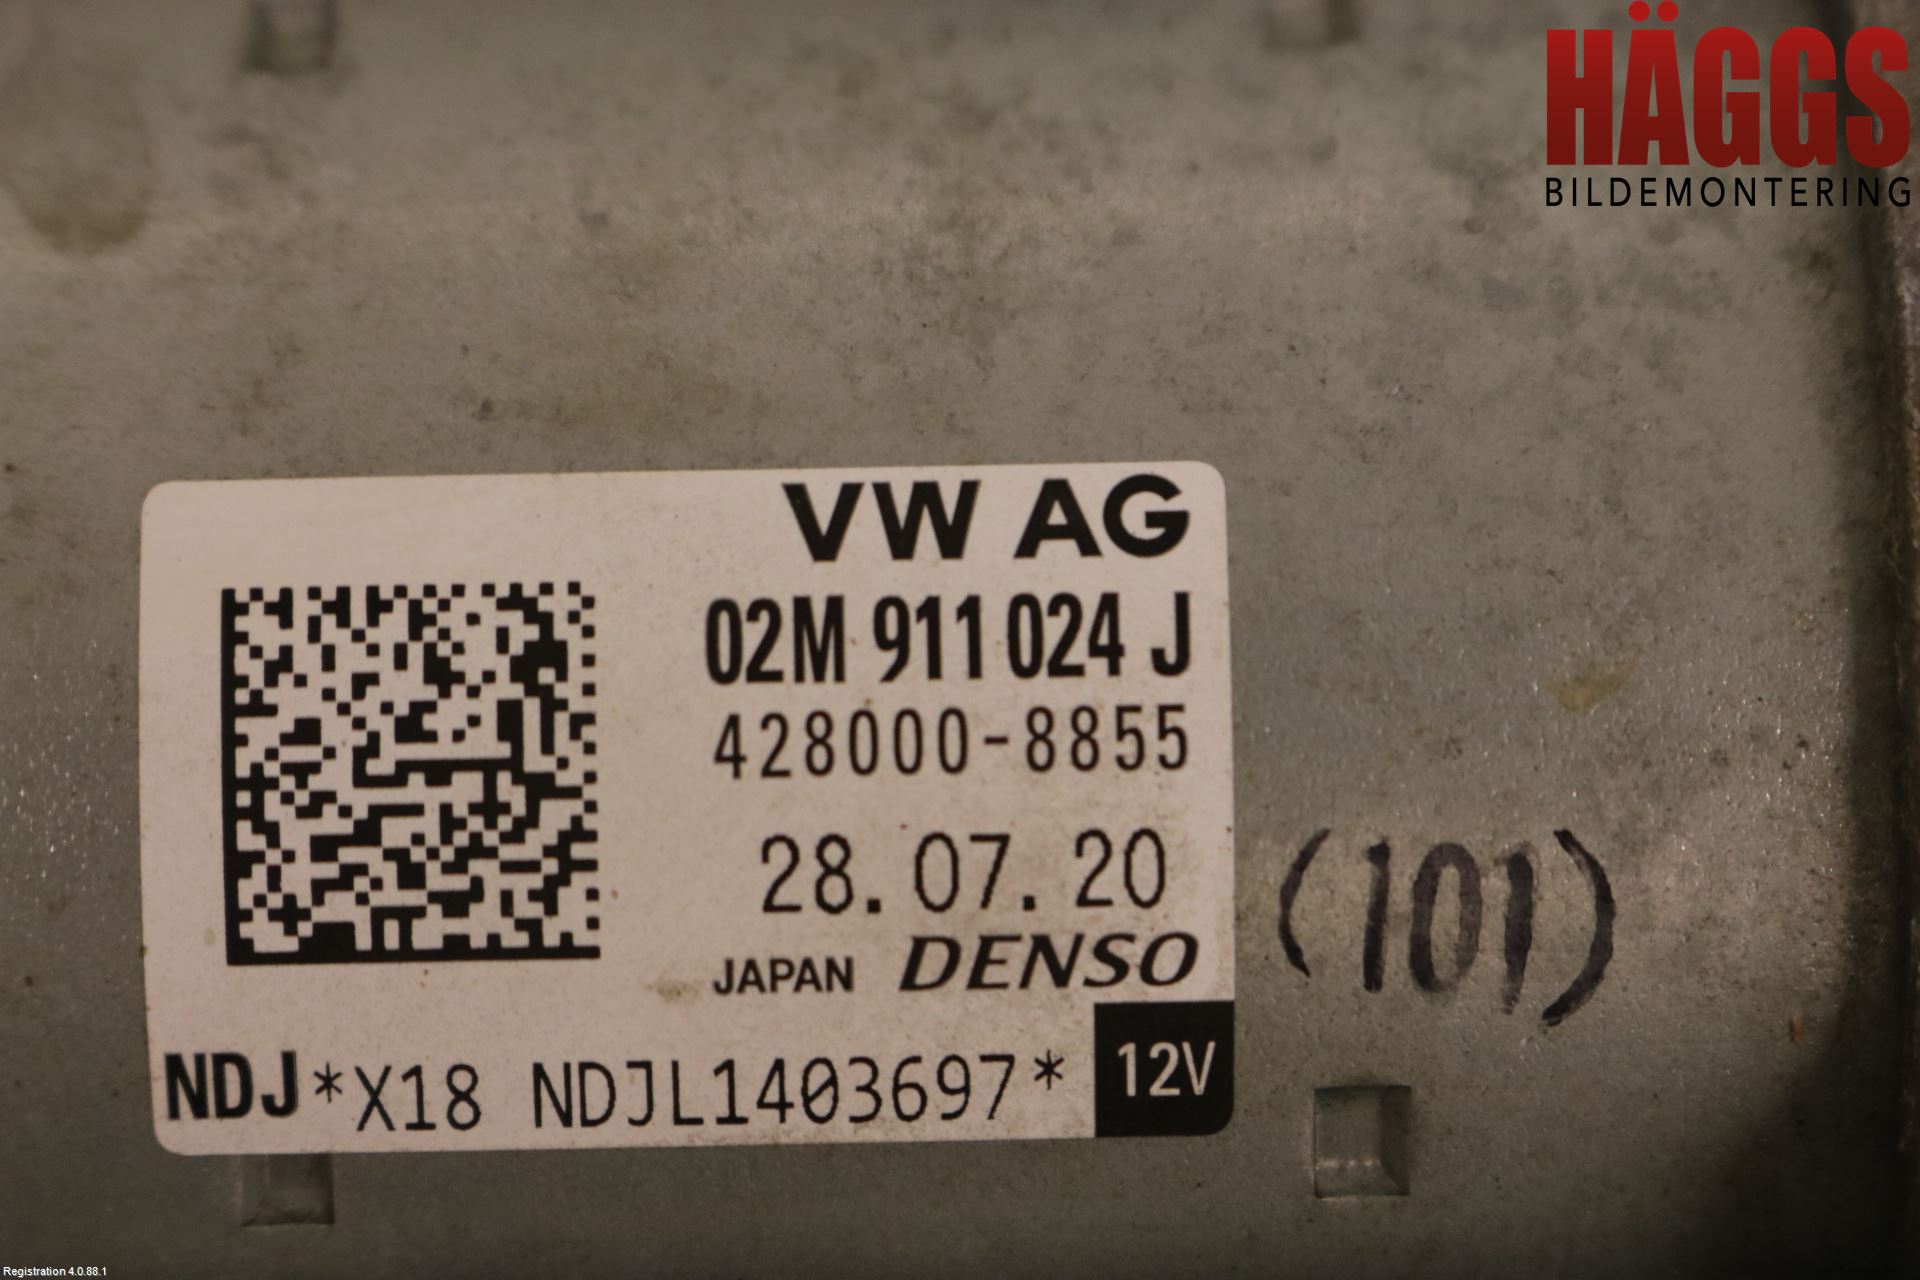 HÄGGS
BILDEMONTERING
VW AG
02M 911 024 J
428000-8855
28.07.20
JAPAN DENSO
NDJ*X18 NDJL1403697* 12V
(101)
Registration 4.0.88.1